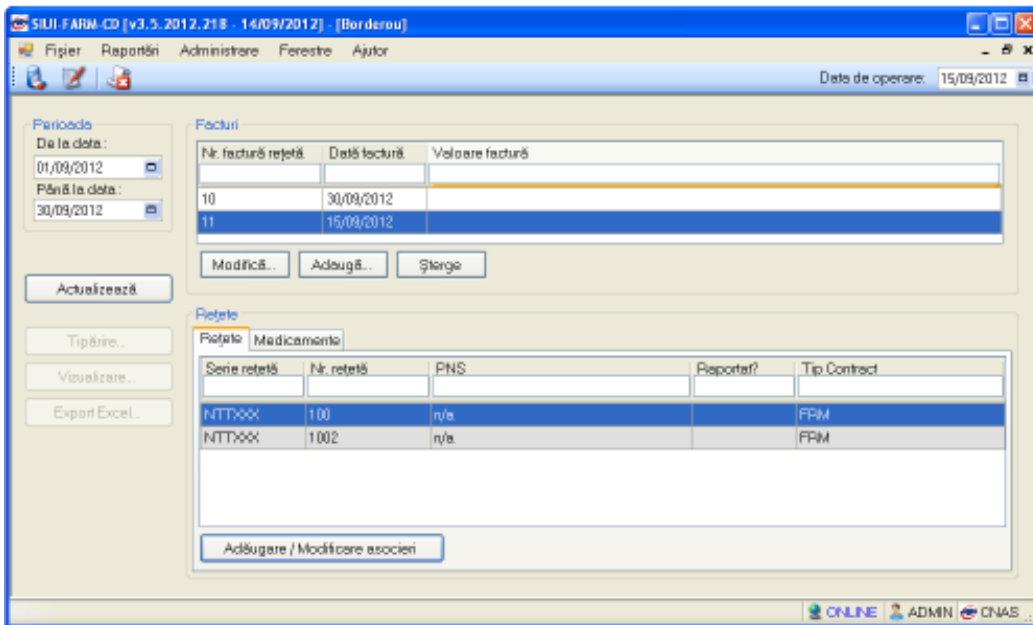 SIUI-FARM-CD [v3.5.2012.218 - 14/09/2012] - [Borderou]
Fișier Raportări Administrare Ferestre Ajutor
Data de operare: 15/09/2012
Perioada
De la data:
01/09/2012
Până la data:
30/09/2012
Actualizează
Tipărire...
Vizualizare...
Export Excel...
Facturi
Nr. factură rețetă Dată factură Valoare factură
10 30/09/2012
11 15/09/2012
Modifică... Adaugă... Șterge
Rețete
Rețete Medicamente
Serie rețetă Nr. rețetă PNS Raportat? Tip Contract
NTTXXX 100 n/a FRM
NTTXXX 1002 n/a FRM
Adăugare / Modificare asocieri
ONLINE ADMIN CNAS